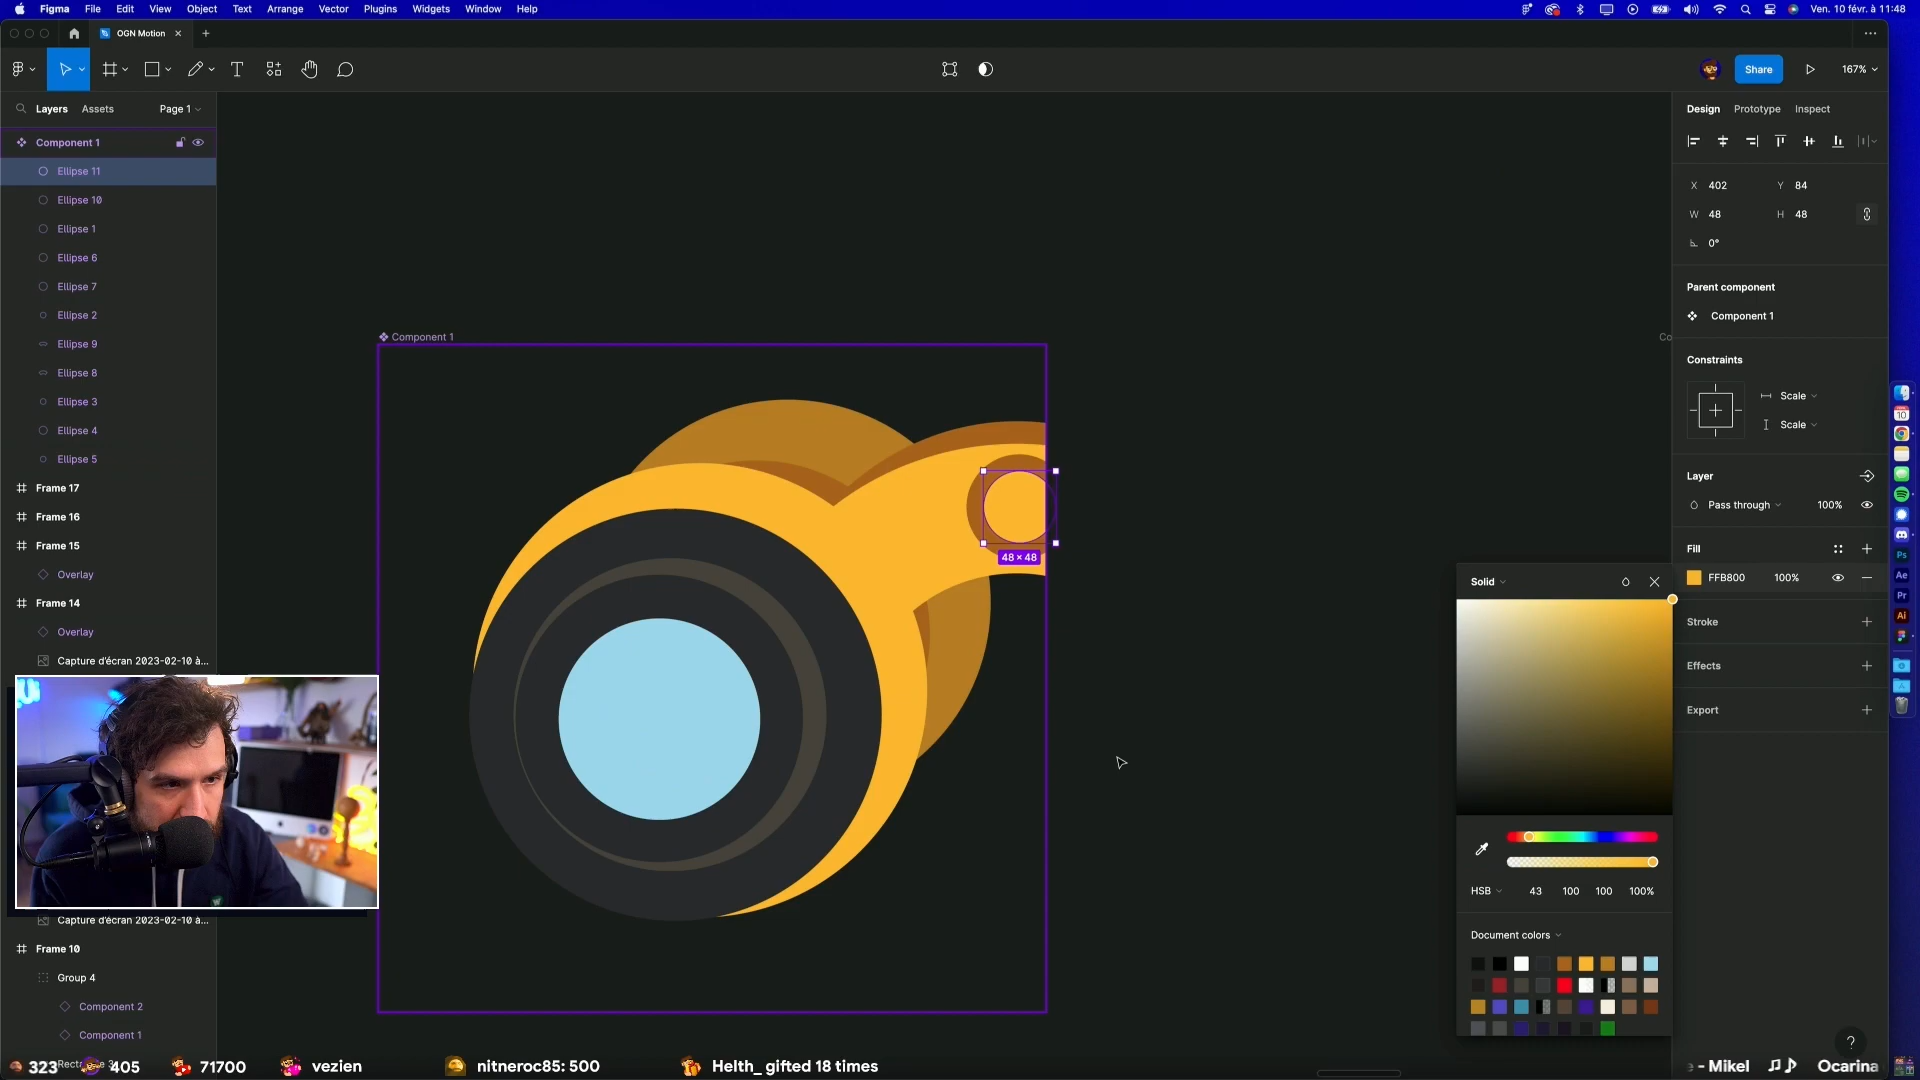 Figma File Edit View Object Text Arrange Vector Plugins Widgets Window Help
Ven. 10 févr. à 11:48
OGN Motion
Share
167%
Layers Assets Page 1
Design Prototype Inspect
Component 1
Ellipse 11
Ellipse 10
Ellipse 1
Ellipse 6
Ellipse 7
Ellipse 2
Ellipse 9
Ellipse 8
Ellipse 3
Ellipse 4
Ellipse 5
Frame 17
Frame 16
Frame 15
Overlay
Frame 14
Overlay
Capture d'écran 2023-02-10 à...
Capture d'écran 2023-02-10 à...
Frame 10
Group 4
Component 2
Component 1
Component 1
Co
48 × 48
X 402 Y 84
W 48 H 48
0°
Parent component
Component 1
Constraints
Scale
Scale
Layer
Pass through 100%
Fill
FFB800 100%
Stroke
Effects
Export
Solid
HSB 43 100 100 100%
Document colors
10
Ps
Ae
Pr
Ai
?
323 405 71700 vezien nitneroc85: 500 Helth_ gifted 18 times
- Mikel Ocarina